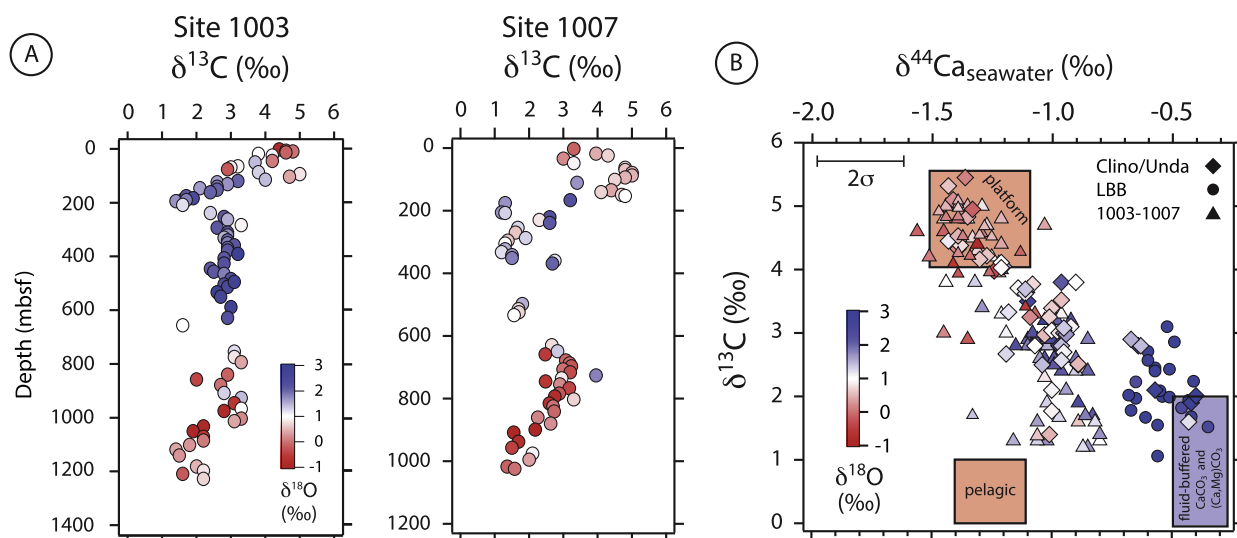 A
Site 1003
δ13C (‰)
0 1 2 3 4 5 6
Depth (mbsf)
0
200
400
600
800
1000
1200
1400
3
2
1
0
-1
δ18O
(‰)
Site 1007
δ13C (‰)
0 1 2 3 4 5 6
0
200
400
600
800
1000
1200
B
δ44Caseawater (‰)
-2.0 -1.5 -1.0 -0.5
δ13C (‰)
6
5
4
3
2
1
0
2σ
platform
Clino/Unda
LBB
1003-1007
3
2
1
0
-1
δ18O
(‰)
pelagic
fluid-buffered
CaCO3 and
(Ca,Mg)CO3